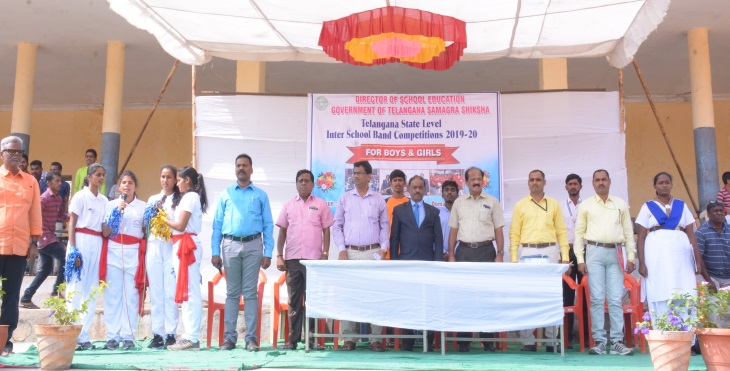 DIRECTOR OF SCHOOL EDUCATION
GOVERNMENT OF TELANGANA SAMAGRA SHIKSHA
Telangana State Level
Inter School Band Competitions 2019-20
FOR BOYS & GIRLS